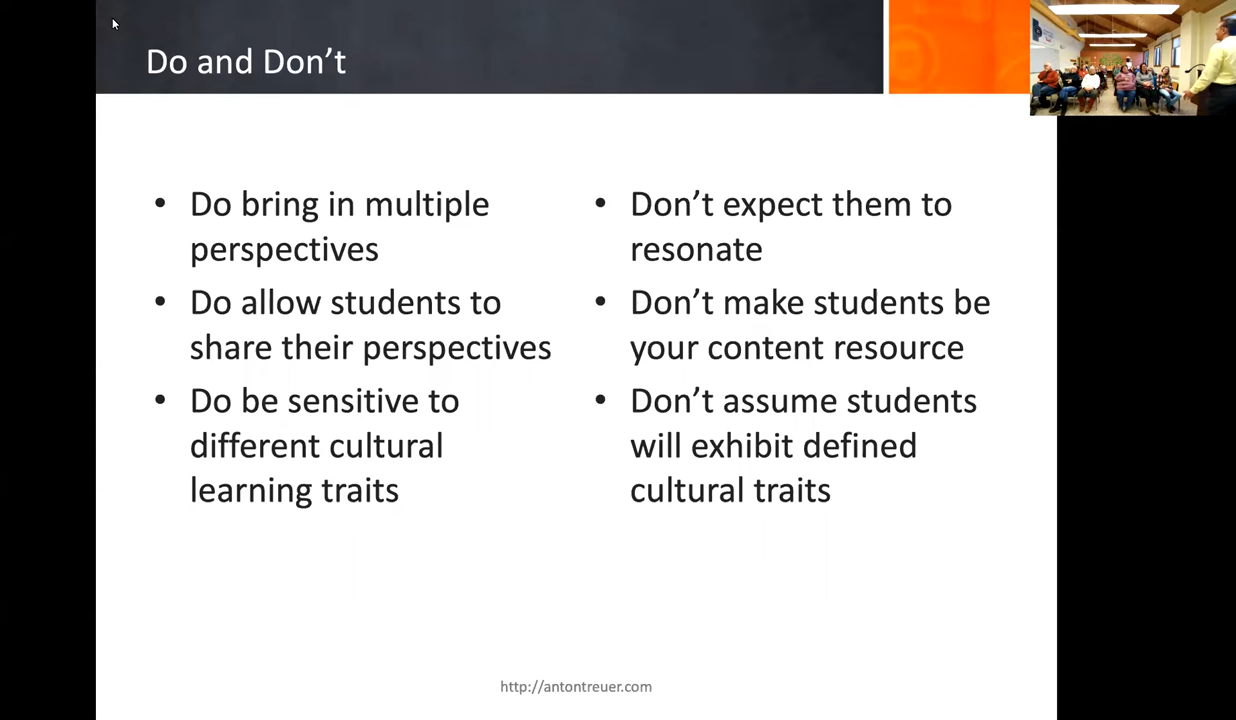 Do and Don’t
• Do bring in multiple
perspectives
• Do allow students to
share their perspectives
• Do be sensitive to
different cultural
learning traits
• Don’t expect them to
resonate
• Don’t make students be
your content resource
• Don’t assume students
will exhibit defined
cultural traits
http://antontreuer.com